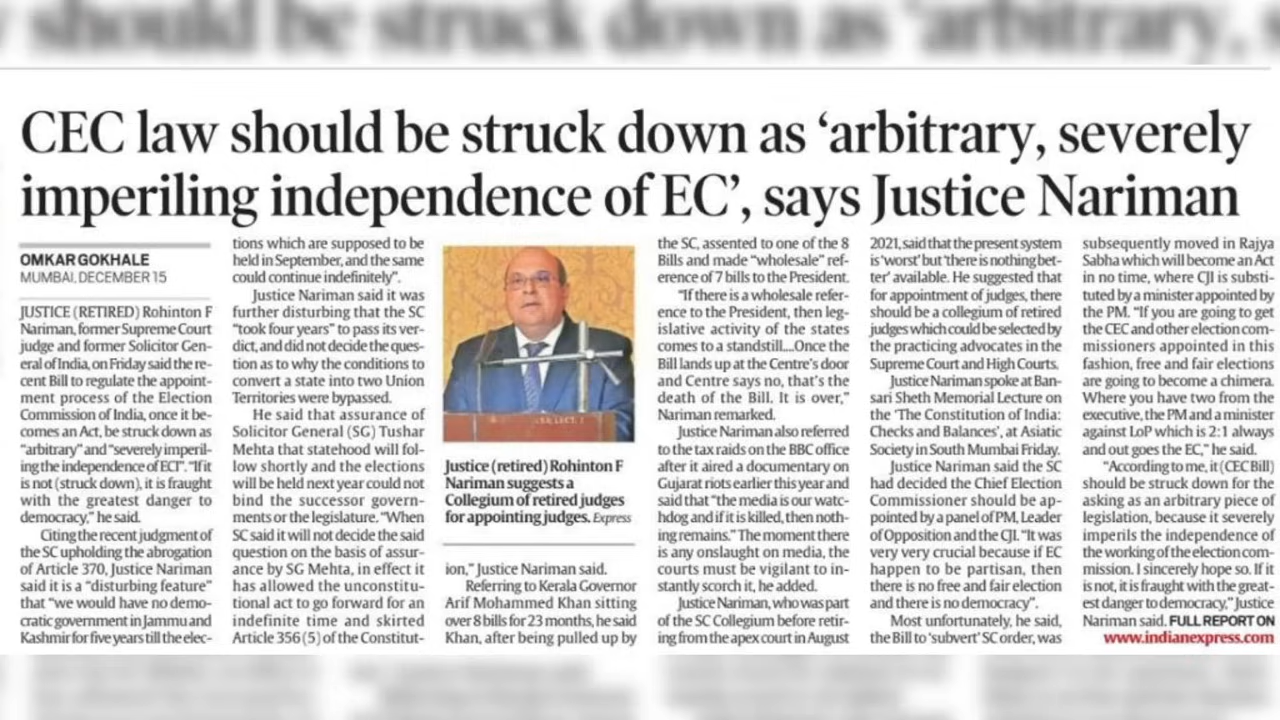 CEC law should be struck down as ‘arbitrary, severely
imperiling independence of EC’, says Justice Nariman
OMKAR GOKHALE
MUMBAI, DECEMBER 15
JUSTICE (RETIRED) Rohinton F
Nariman, former Supreme Court
judge and former Solicitor Gen-
eral of India, on Friday said the re-
cent Bill to regulate the appoint-
ment process of the Election
Commission of India, once it be-
comes an Act, be struck down as
“arbitrary” and “severely imperil-
ing the independence of ECI”. “If it
is not (struck down), it is fraught
with the greatest danger to
democracy,” he said.
Citing the recent judgment of
the SC upholding the abrogation
of Article 370, Justice Nariman
said it is a “disturbing feature”
that “we would have no demo-
cratic government in Jammu and
Kashmir for five years till the elec-
tions which are supposed to be
held in September, and the same
could continue indefinitely”.
Justice Nariman said it was
further disturbing that the SC
“took four years” to pass its ver-
dict, and did not decide the ques-
tion as to why the conditions to
convert a state into two Union
Territories were bypassed.
He said that assurance of
Solicitor General (SG) Tushar
Mehta that statehood will fol-
low shortly and the elections
will be held next year could not
bind the successor govern-
ments or the legislature. “When
SC said it will not decide the said
question on the basis of assur-
ance by SG Mehta, in effect it
has allowed the unconstitu-
tional act to go forward for an
indefinite time and skirted
Article 356 (5) of the Constitut-
Justice (retired) Rohinton F
Nariman suggests a
Collegium of retired judges
for appointing judges. Express
ion,” Justice Nariman said.
Referring to Kerala Governor
Arif Mohammed Khan sitting
over 8 bills for 23 months, he said
Khan, after being pulled up by
the SC, assented to one of the 8
Bills and made “wholesale” ref-
erence of 7 bills to the President.
“If there is a wholesale refer-
ence to the President, then leg-
islative activity of the states
comes to a standstill....Once the
Bill lands up at the Centre’s door
and Centre says no, that’s the
death of the Bill. It is over,”
Nariman remarked.
Justice Nariman also referred
to the tax raids on the BBC office
after it aired a documentary on
Gujarat riots earlier this year and
said that “the media is our watc-
hdog and if it is killed, then noth-
ing remains.” The moment there
is any onslaught on media, the
courts must be vigilant to in-
stantly scorch it, he added.
Justice Nariman, who was part
of the SC Collegium before retir-
ing from the apex court in August
2021, said that the present system
is ‘worst’ but ‘there is nothing bet-
ter’ available. He suggested that
for appointment of judges, there
should be a collegium of retired
judges which could be selected by
the practicing advocates in the
Supreme Court and High Courts.
Justice Nariman spoke at Ban-
sari Sheth Memorial Lecture on
the ‘The Constitution of India:
Checks and Balances’, at Asiatic
Society in South Mumbai Friday.
Justice Nariman said the SC
had decided the Chief Election
Commissioner should be ap-
pointed by a panel of PM, Leader
of Opposition and the CJI. “It was
very very crucial because if EC
happen to be partisan, then
there is no free and fair election
and there is no democracy”.
Most unfortunately, he said,
the Bill to ‘subvert’ SC order, was
subsequently moved in Rajya
Sabha which will become an Act
in no time, where CJI is substi-
tuted by a minister appointed by
the PM. “If you are going to get
the CEC and other election com-
missioners appointed in this
fashion, free and fair elections
are going to become a chimera.
Where you have two from the
executive, the PM and a minister
against LoP which is 2:1 always
and out goes the EC,” he said.
“According to me, it (CEC Bill)
should be struck down for the
asking as an arbitrary piece of
legislation, because it severely
imperils the independence of
the working of the election com-
mission. I sincerely hope so. If it
is not, it is fraught with the great-
est danger to democracy,” Justice
Nariman said. FULL REPORT ON
www.indianexpress.com